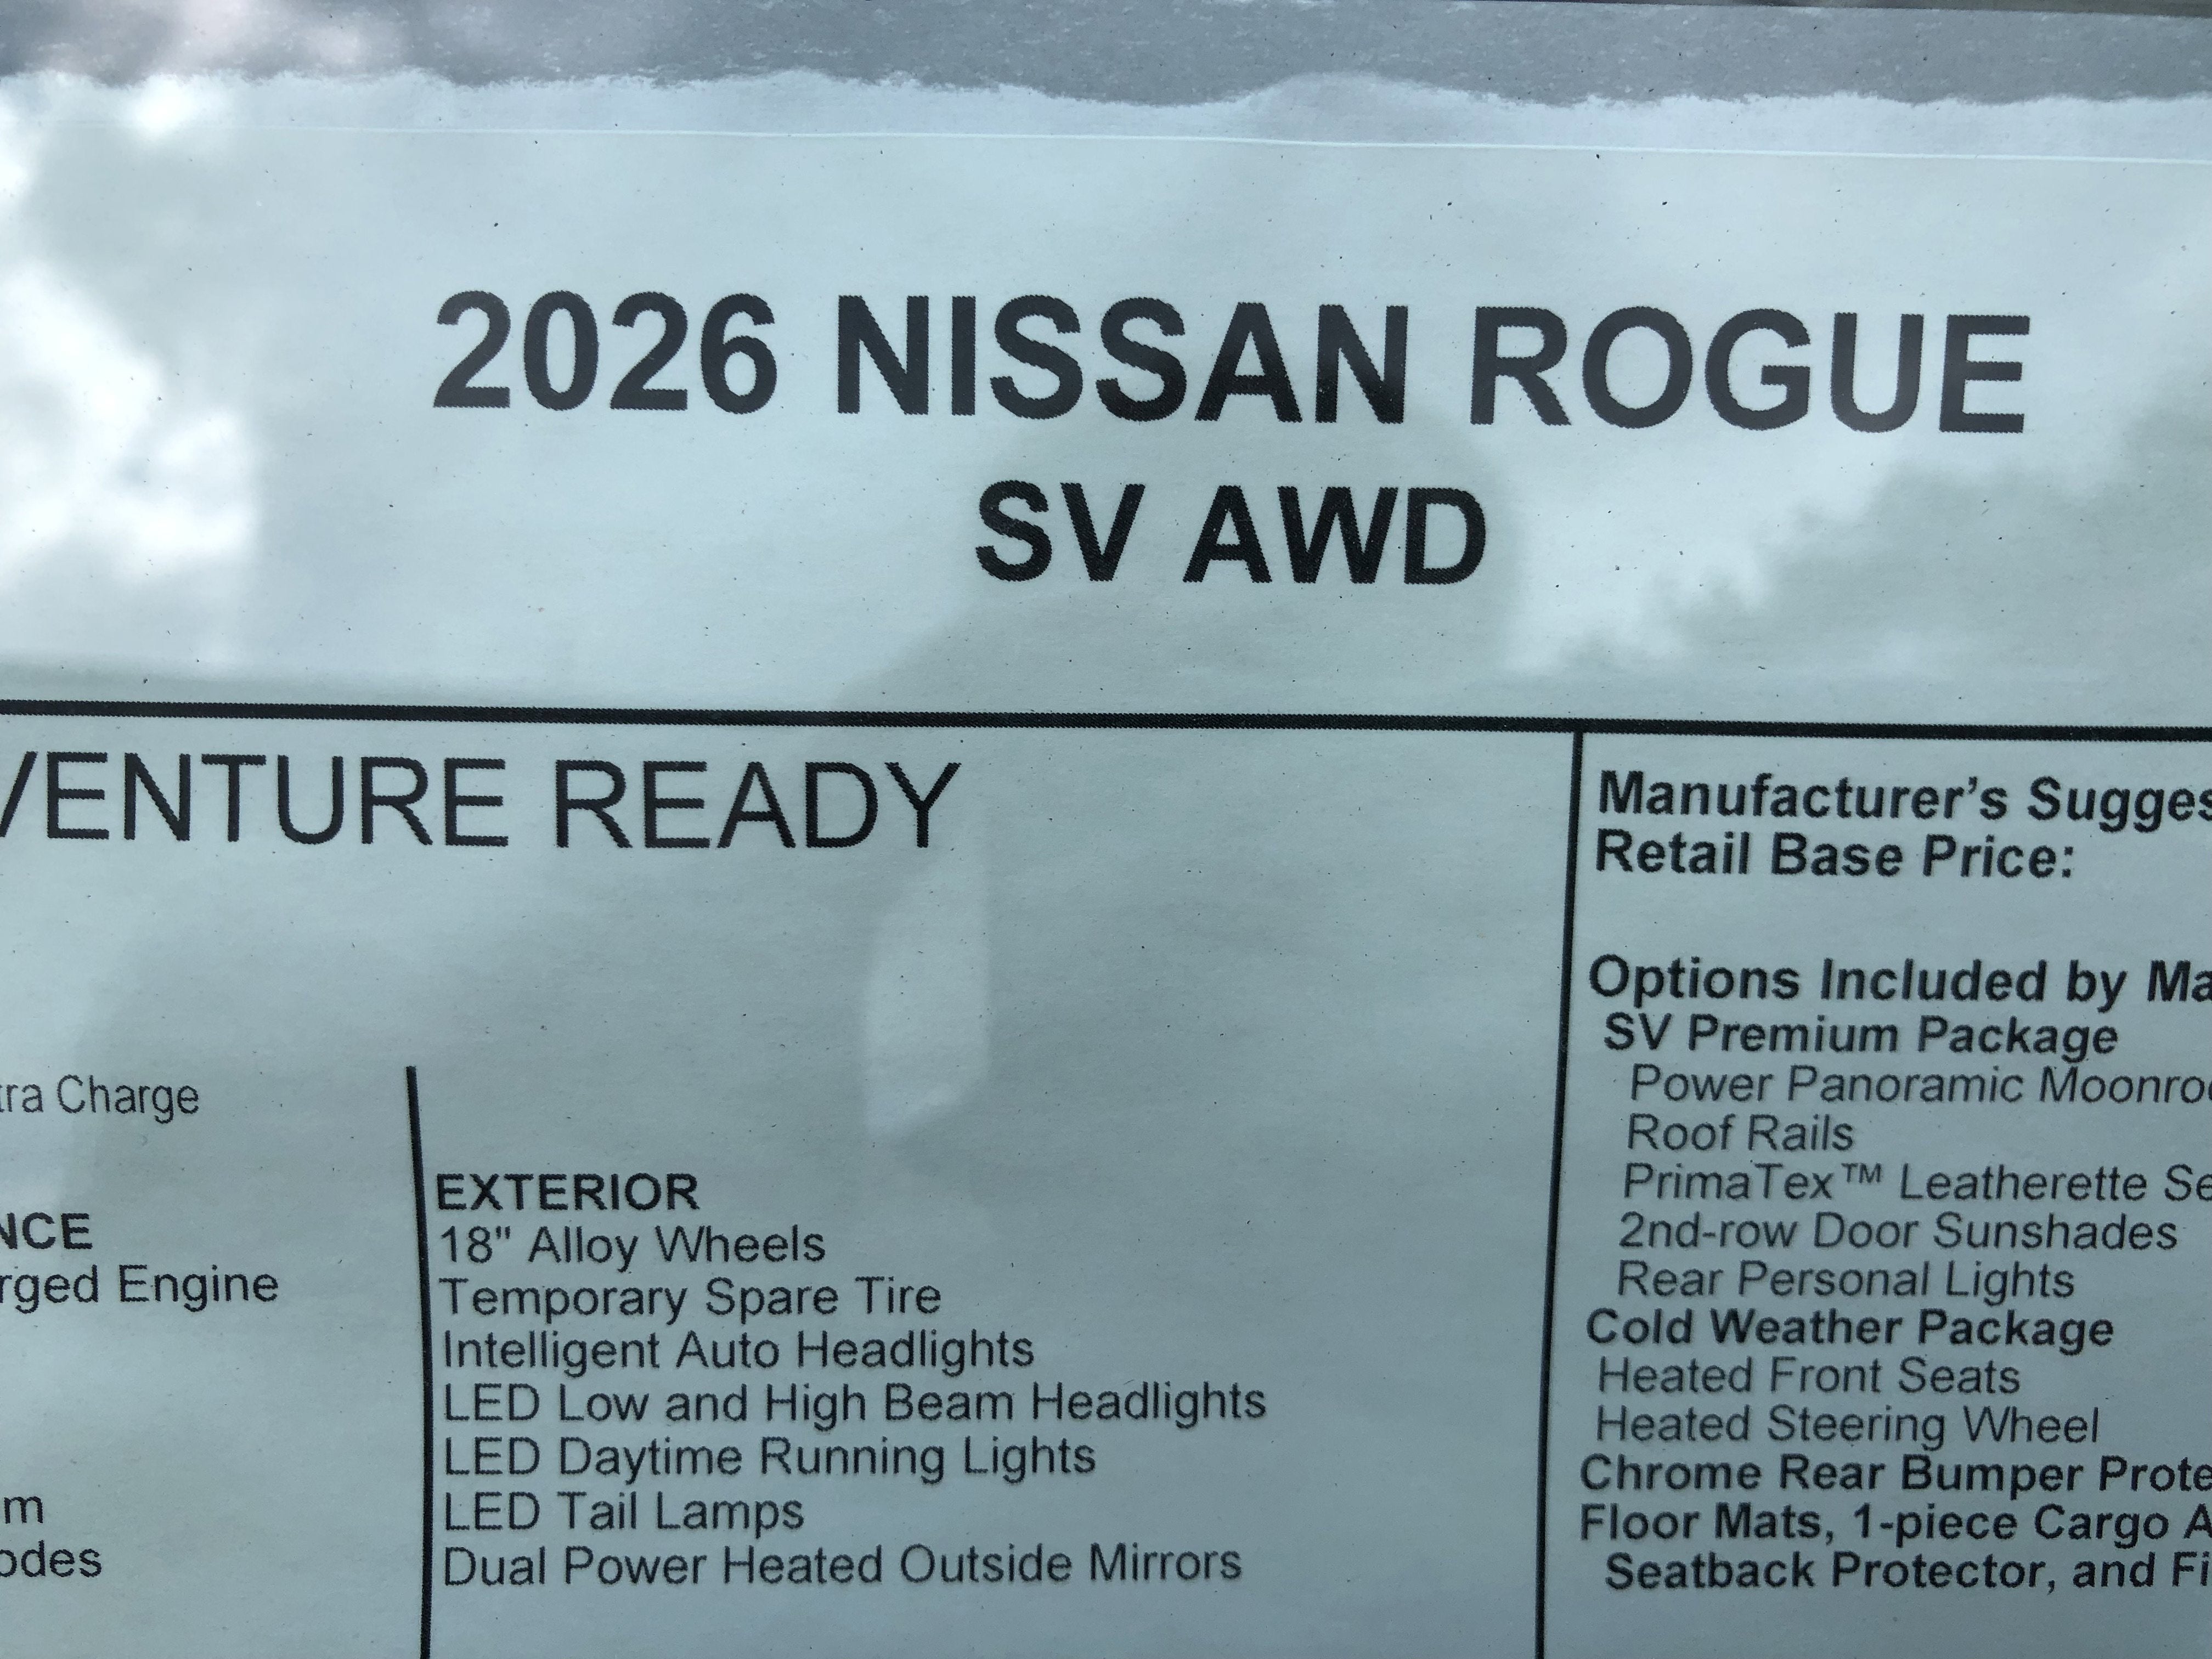 2026 NISSAN ROGUE
SV AWD
VENTURE READY
tra Charge
NCE
rged Engine
m
odes
EXTERIOR
18" Alloy Wheels
Temporary Spare Tire
Intelligent Auto Headlights
LED Low and High Beam Headlights
LED Daytime Running Lights
LED Tail Lamps
Dual Power Heated Outside Mirrors
Manufacturer's Sugges
Retail Base Price:
Options Included by Ma
SV Premium Package
Power Panoramic Moonroo
Roof Rails
PrimaTex™ Leatherette Se
2nd-row Door Sunshades
Rear Personal Lights
Cold Weather Package
Heated Front Seats
Heated Steering Wheel
Chrome Rear Bumper Prote
Floor Mats, 1-piece Cargo A
Seatback Protector, and Fi